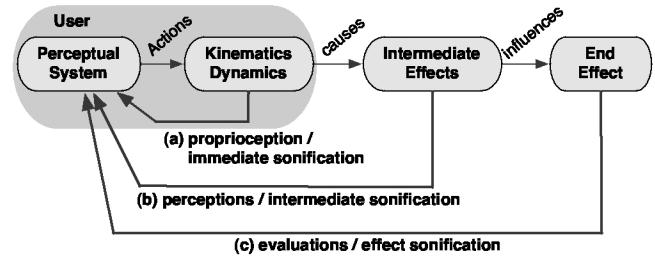 User
Perceptual
System
Actions
Kinematics
Dynamics
causes
Intermediate
Effects
influences
End
Effect
(a) proprioception /
immediate sonification
(b) perceptions / intermediate sonification
(c) evaluations / effect sonification